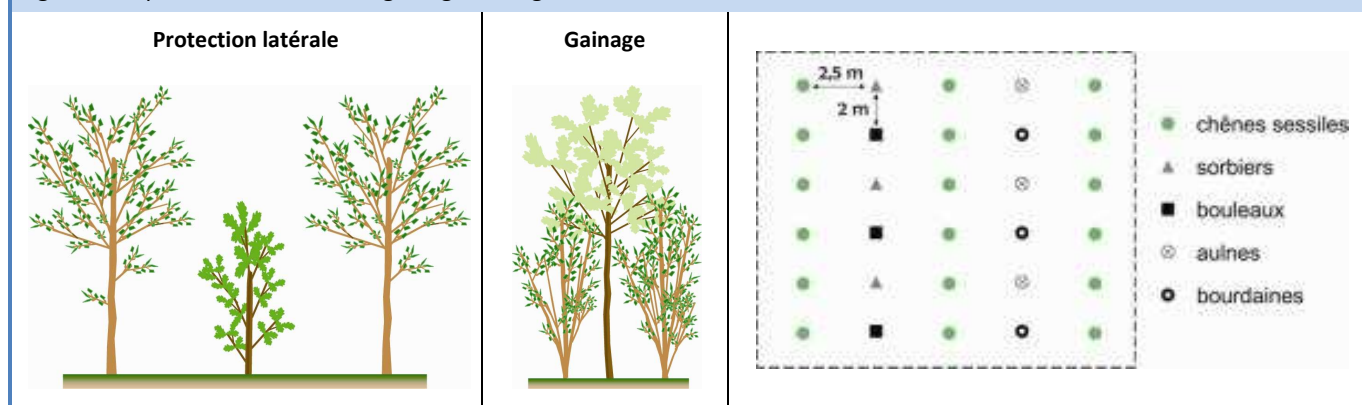 Protection latérale
Gainage
2,5 m
2 m
chênes sessiles
sorbiers
bouleaux
aulnes
bourdaines